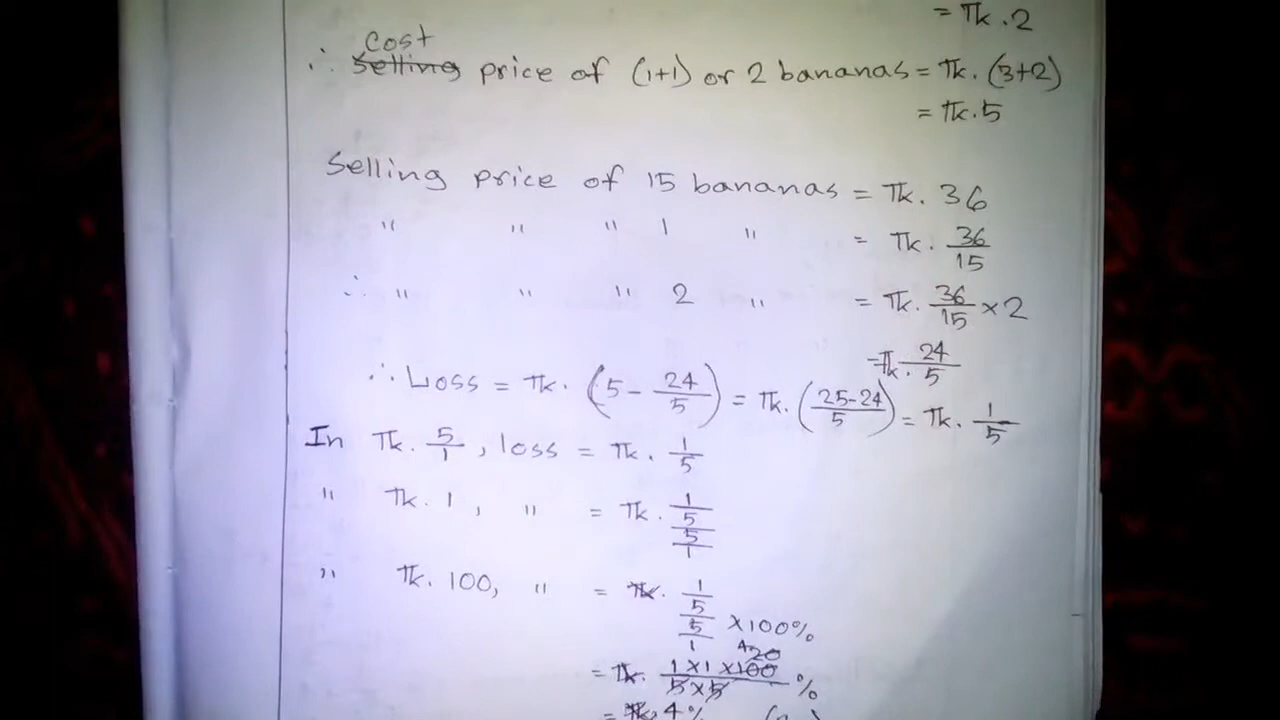 = Tk. 2
cost
∴ selling price of (1+1) or 2 bananas = Tk. (3+2)
= Tk. 5
Selling price of 15 bananas = Tk. 36
" " " 1 " = Tk. 36/15
∴ " " " 2 " = Tk. 36/15 × 2
= Tk. 24/5
∴ Loss = Tk. (5 - 24/5) = Tk. (25-24/5) = Tk. 1/5
In Tk. 5/1, loss = Tk. 1/5
" Tk. 1, " = Tk. 1/5/5/1
" Tk. 100, " = Tk. 1/5/5/1 × 100%
4 20
= Tk. 1×1×100/5×5 %
= Tk. 4%